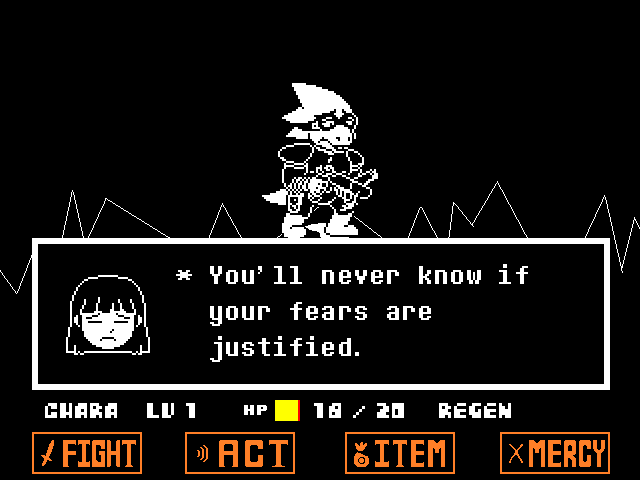 * You'll never know if
your fears are
justified.
CHARA LV 1 HP 18 / 20 REGEN
FIGHT ACT ITEM MERCY